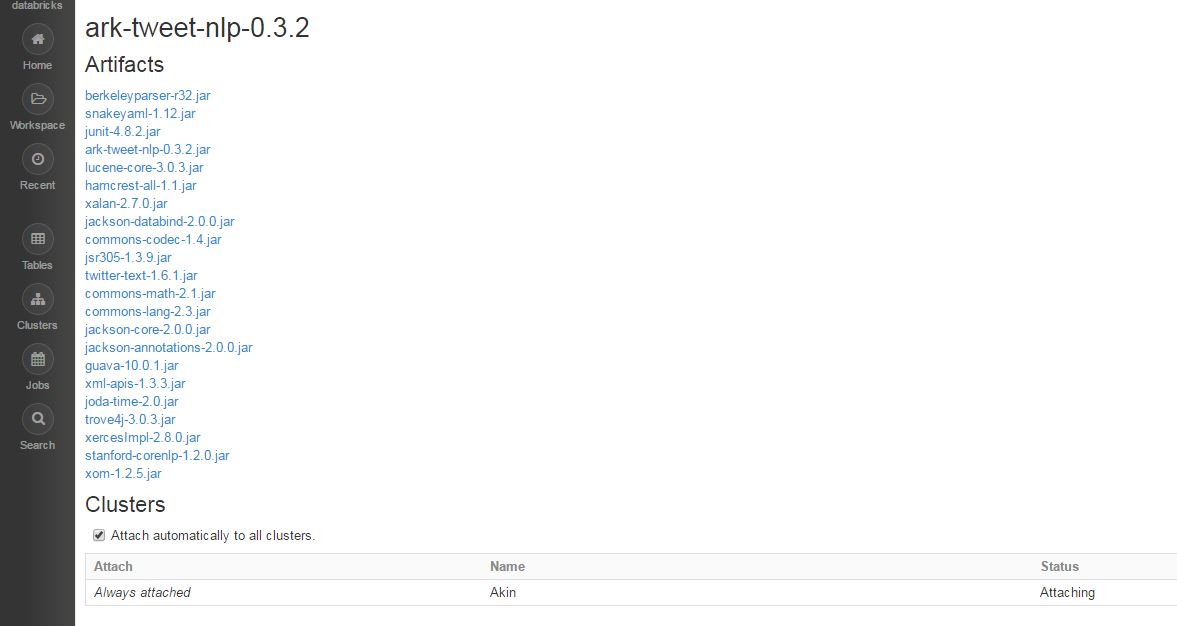 databricks
Home
Workspace
Recent
Tables
Clusters
Jobs
Search
ark-tweet-nlp-0.3.2
Artifacts
berkeleyparser-r32.jar
snakeyaml-1.12.jar
junit-4.8.2.jar
ark-tweet-nlp-0.3.2.jar
lucene-core-3.0.3.jar
hamcrest-all-1.1.jar
xalan-2.7.0.jar
jackson-databind-2.0.0.jar
commons-codec-1.4.jar
jsr305-1.3.9.jar
twitter-text-1.6.1.jar
commons-math-2.1.jar
commons-lang-2.3.jar
jackson-core-2.0.0.jar
jackson-annotations-2.0.0.jar
guava-10.0.1.jar
xml-apis-1.3.3.jar
joda-time-2.0.jar
trove4j-3.0.3.jar
xercesImpl-2.8.0.jar
stanford-corenlp-1.2.0.jar
xom-1.2.5.jar
Clusters
Attach automatically to all clusters.
Attach Name Status
Always attached Akin Attaching